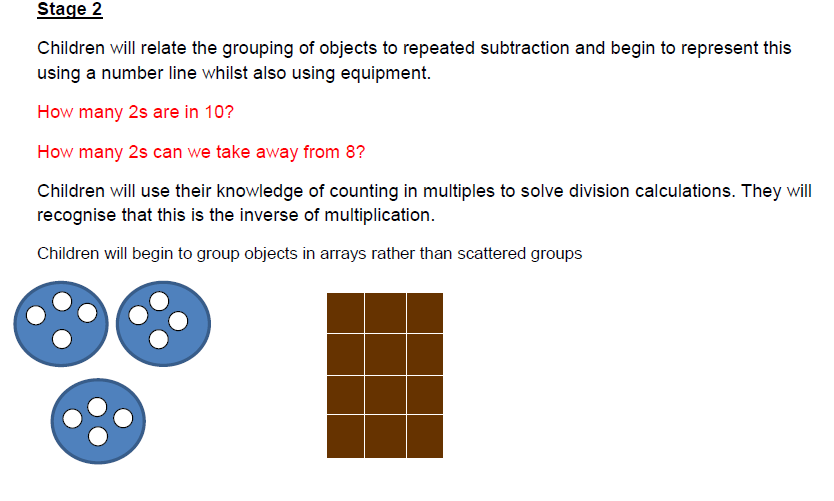 Stage 2
Children will relate the grouping of objects to repeated subtraction and begin to represent this
using a number line whilst also using equipment.
How many 2s are in 10?
How many 2s can we take away from 8?
Children will use their knowledge of counting in multiples to solve division calculations. They will
recognise that this is the inverse of multiplication.
Children will begin to group objects in arrays rather than scattered groups